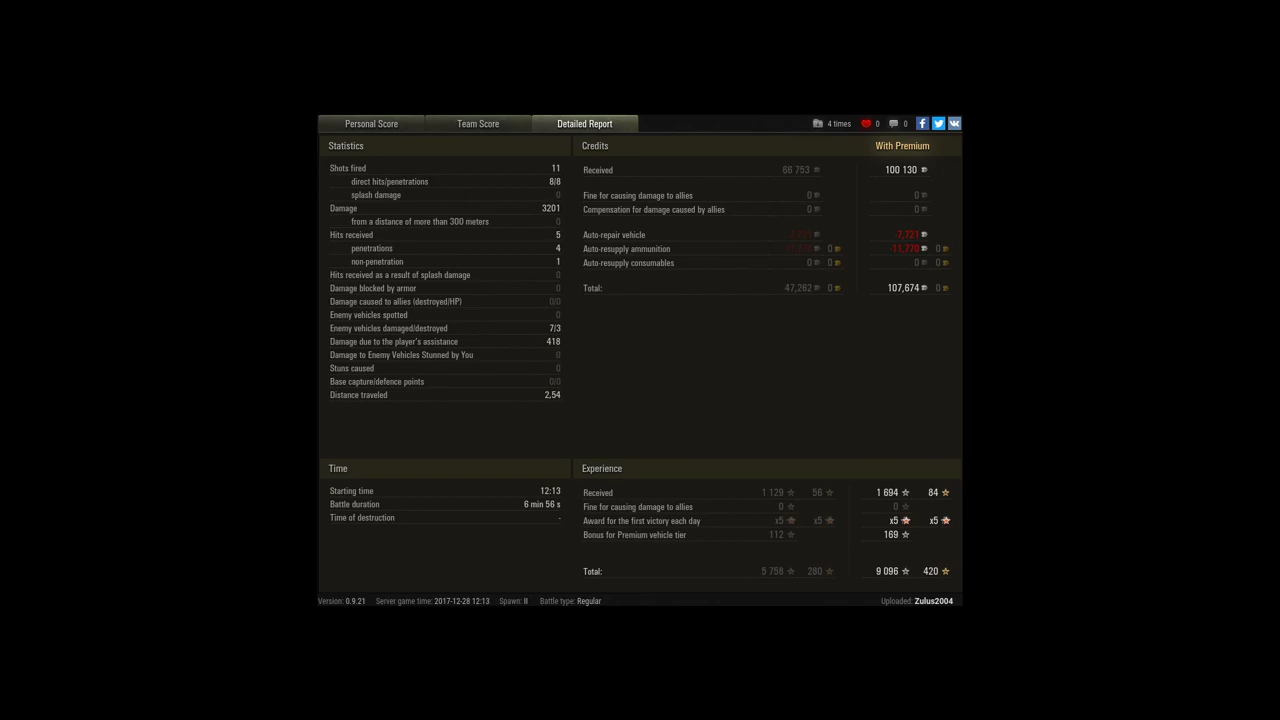 Personal Score Team Score Detailed Report 4 times 0 0
Statistics
Shots fired 11
direct hits/penetrations 8/8
splash damage 0
Damage 3201
from a distance of more than 300 meters 0
Hits received 5
penetrations 4
non-penetration 1
Hits received as a result of splash damage 0
Damage blocked by armor 0
Damage caused to allies (destroyed/HP) 0/0
Enemy vehicles spotted 0
Enemy vehicles damaged/destroyed 7/3
Damage due to the player's assistance 418
Damage to Enemy Vehicles Stunned by You 0
Stuns caused 0
Base capture/defence points 0/0
Distance traveled 2,54
Credits With Premium
Received 66 753 100 130
Fine for causing damage to allies 0 0
Compensation for damage caused by allies 0 0
Auto-repair vehicle -7,721 -7,721
Auto-resupply ammunition 0 -11,770 0
Auto-resupply consumables 0 0 0 0
Total: 47,262 0 107,674 0
Time
Starting time 12:13
Battle duration 6 min 56 s
Time of destruction -
Experience
Received 1 129 56 1 694 84
Fine for causing damage to allies 0 0
Award for the first victory each day x5 x5 x5 x5
Bonus for Premium vehicle tier 112 169
Total: 5 758 280 9 096 420
Version: 0.9.21 Server game time: 2017-12-28 12:13 Spawn: II Battle type: Regular Uploaded: Zulus2004